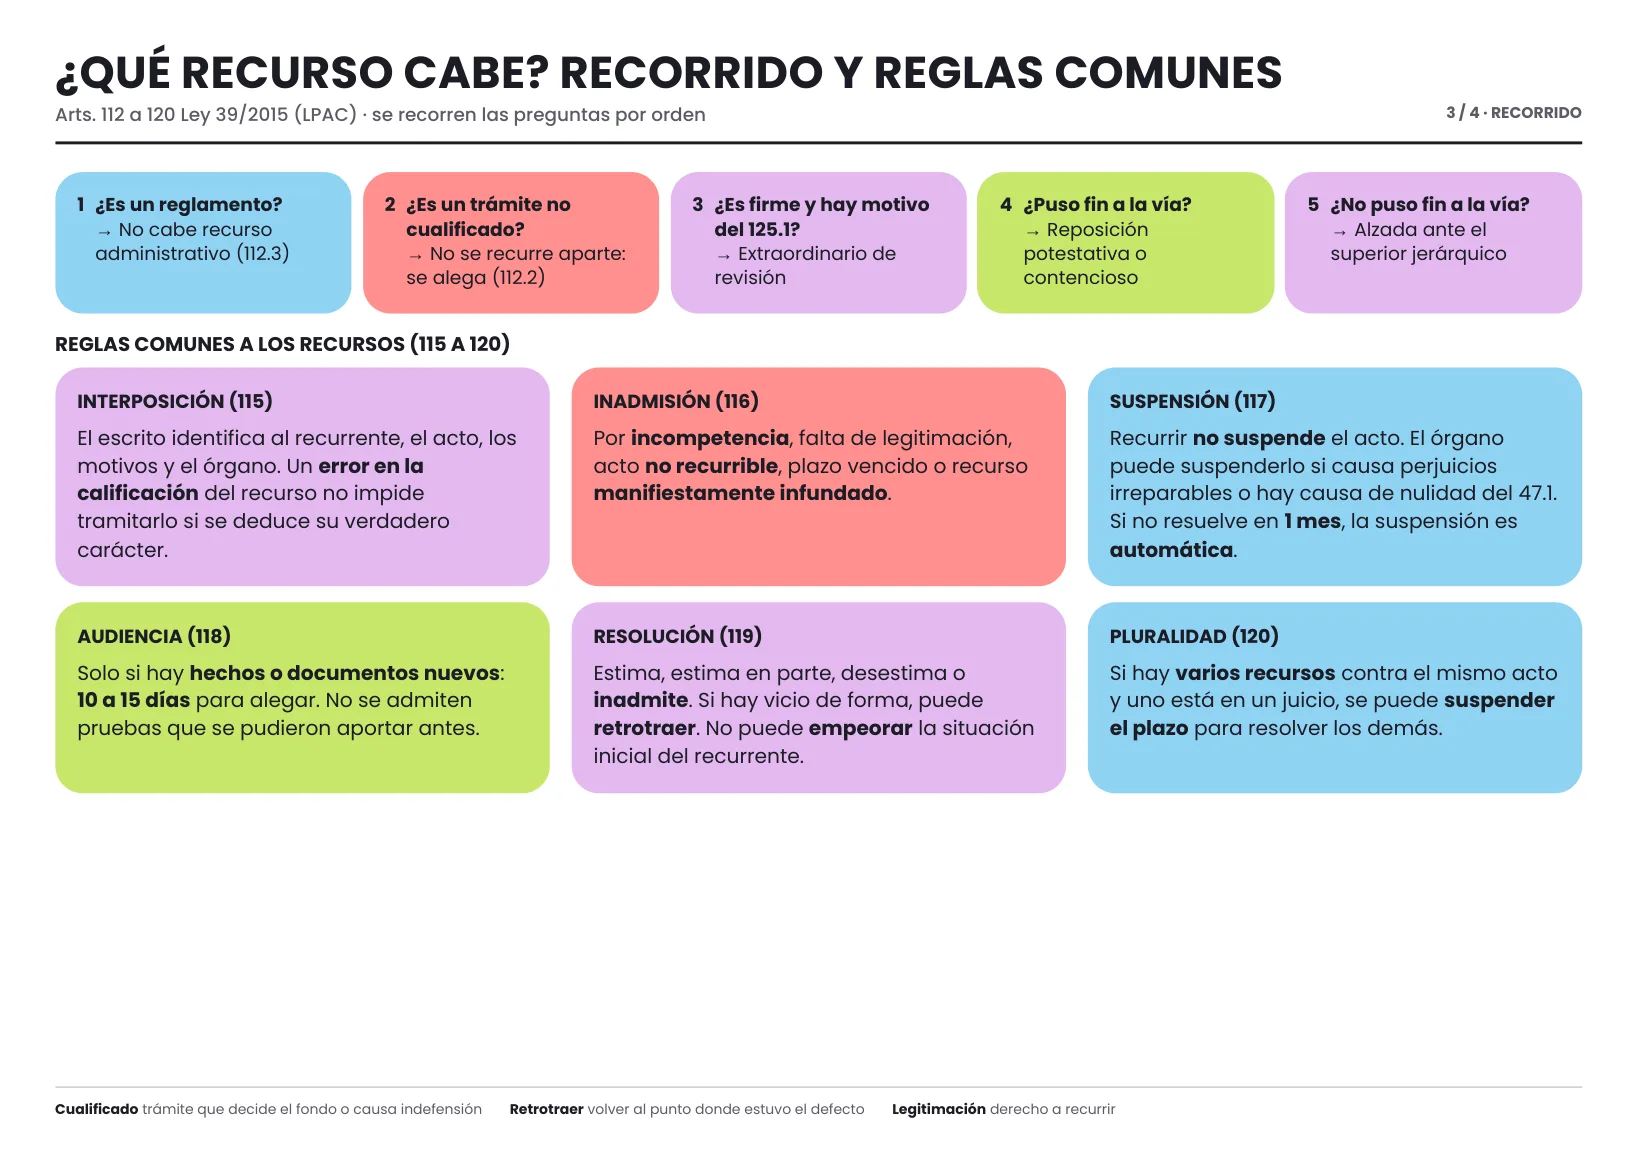 ¿QUÉ RECURSO CABE? RECORRIDO Y REGLAS COMUNES
Arts. 112 a 120 Ley 39/2015 (LPAC) · se recorren las preguntas por orden
3 / 4 · RECORRIDO
1 ¿Es un reglamento?
→ No cabe recurso
administrativo (112.3)
2 ¿Es un trámite no
cualificado?
→ No se recurre aparte:
se alega (112.2)
3 ¿Es firme y hay motivo
del 125.1?
→ Extraordinario de
revisión
4 ¿Puso fin a la vía?
→ Reposición
potestativa o
contencioso
5 ¿No puso fin a la vía?
→ Alzada ante el
superior jerárquico
REGLAS COMUNES A LOS RECURSOS (115 A 120)
INTERPOSICIÓN (115)
El escrito identifica al recurrente, el acto, los
motivos y el órgano. Un error en la
calificación del recurso no impide
tramitarlo si se deduce su verdadero
carácter.
INADMISIÓN (116)
Por incompetencia, falta de legitimación,
acto no recurrible, plazo vencido o recurso
manifiestamente infundado.
SUSPENSIÓN (117)
Recurrir no suspende el acto. El órgano
puede suspenderlo si causa perjuicios
irreparables o hay causa de nulidad del 47.1.
Si no resuelve en 1 mes, la suspensión es
automática.
AUDIENCIA (118)
Solo si hay hechos o documentos nuevos:
10 a 15 días para alegar. No se admiten
pruebas que se pudieron aportar antes.
RESOLUCIÓN (119)
Estima, estima en parte, desestima o
inadmite. Si hay vicio de forma, puede
retrotraer. No puede empeorar la situación
inicial del recurrente.
PLURALIDAD (120)
Si hay varios recursos contra el mismo acto
y uno está en un juicio, se puede suspender
el plazo para resolver los demás.
Cualificado trámite que decide el fondo o causa indefensión Retrotraer volver al punto donde estuvo el defecto Legitimación derecho a recurrir